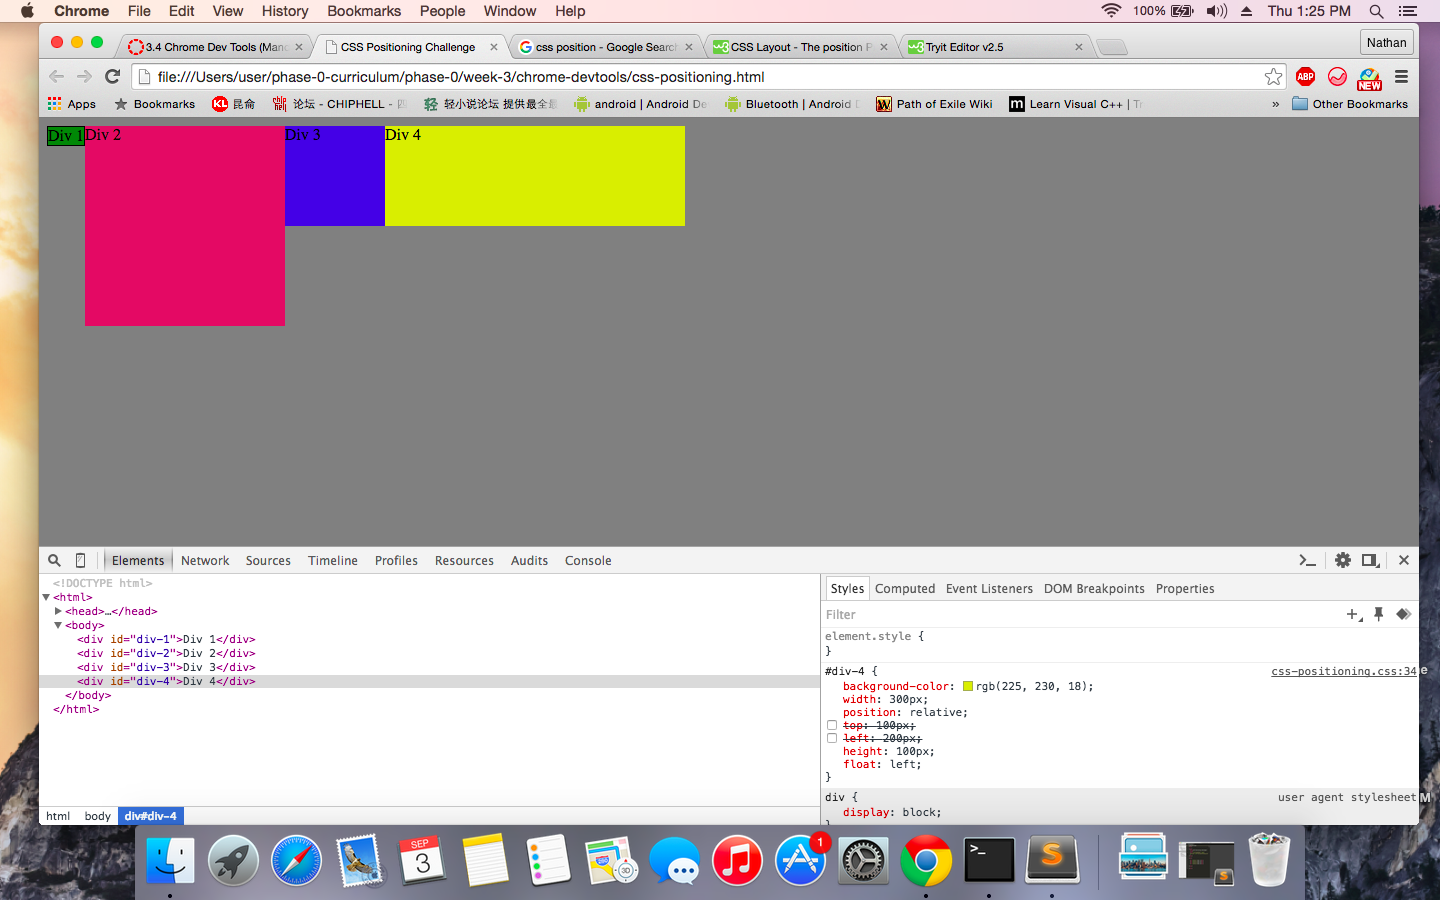 Chrome File Edit View History Bookmarks People Window Help 100% Thu 1:25 PM
3.4 Chrome Dev Tools (Man CSS Positioning Challenge css position - Google Search CSS Layout - The position P Tryit Editor v2.5 Nathan
file:///Users/user/phase-0-curriculum/phase-0/week-3/chrome-devtools/css-positioning.html ABP NEW
Apps Bookmarks KL 昆俞 论坛 - CHIPHELL - 轻小说论坛 提供最全最 android | Android De Bluetooth | Android D W Path of Exile Wiki m Learn Visual C++ | T » Other Bookmarks
Div 1 Div 2 Div 3 Div 4
Elements Network Sources Timeline Profiles Resources Audits Console
<!DOCTYPE html>
<html>
<head>…</head>
<body>
<div id="div-1">Div 1</div>
<div id="div-2">Div 2</div>
<div id="div-3">Div 3</div>
<div id="div-4">Div 4</div>
</body>
</html>
html body div#div-4
Styles Computed Event Listeners DOM Breakpoints Properties
Filter
element.style {
}
#div-4 { css-positioning.css:34
background-color: rgb(225, 230, 18);
width: 300px;
position: relative;
top: 100px;
left: 200px;
height: 100px;
float: left;
}
div { user agent stylesheet
display: block;
}
e
M
SEP
3
3D
1
>_
S
S